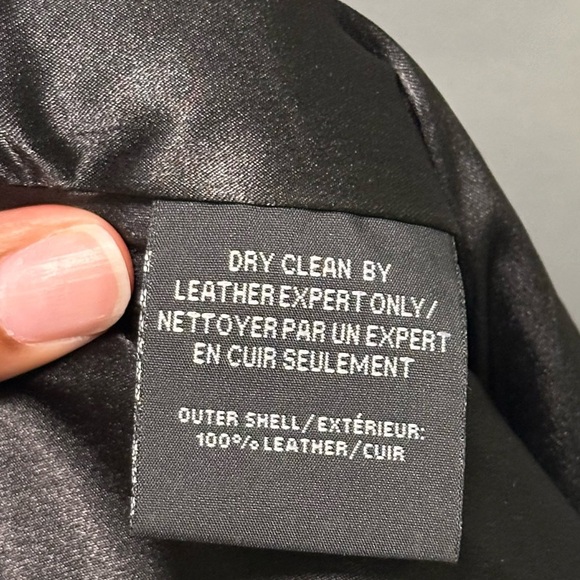 DRY CLEAN BY
LEATHER EXPERT ONLY/
NETTOYER PAR UN EXPERT
EN CUIR SEULEMENT
OUTER SHELL/EXTÉRIEUR:
100% LEATHER/CUIR